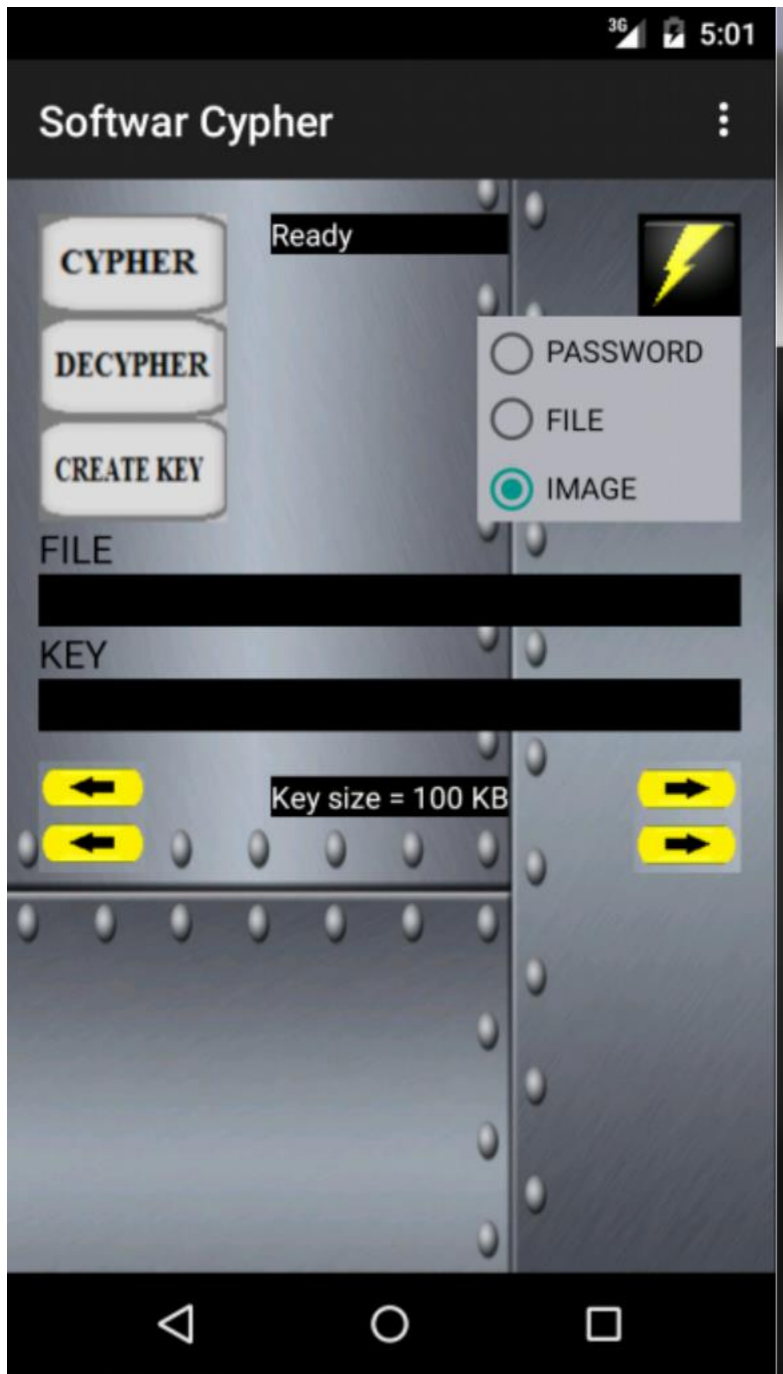 3G 5:01
Softwar Cypher
CYPHER
Ready
DECYPHER
PASSWORD
CREATE KEY
FILE
IMAGE
FILE
KEY
Key size = 100 KB